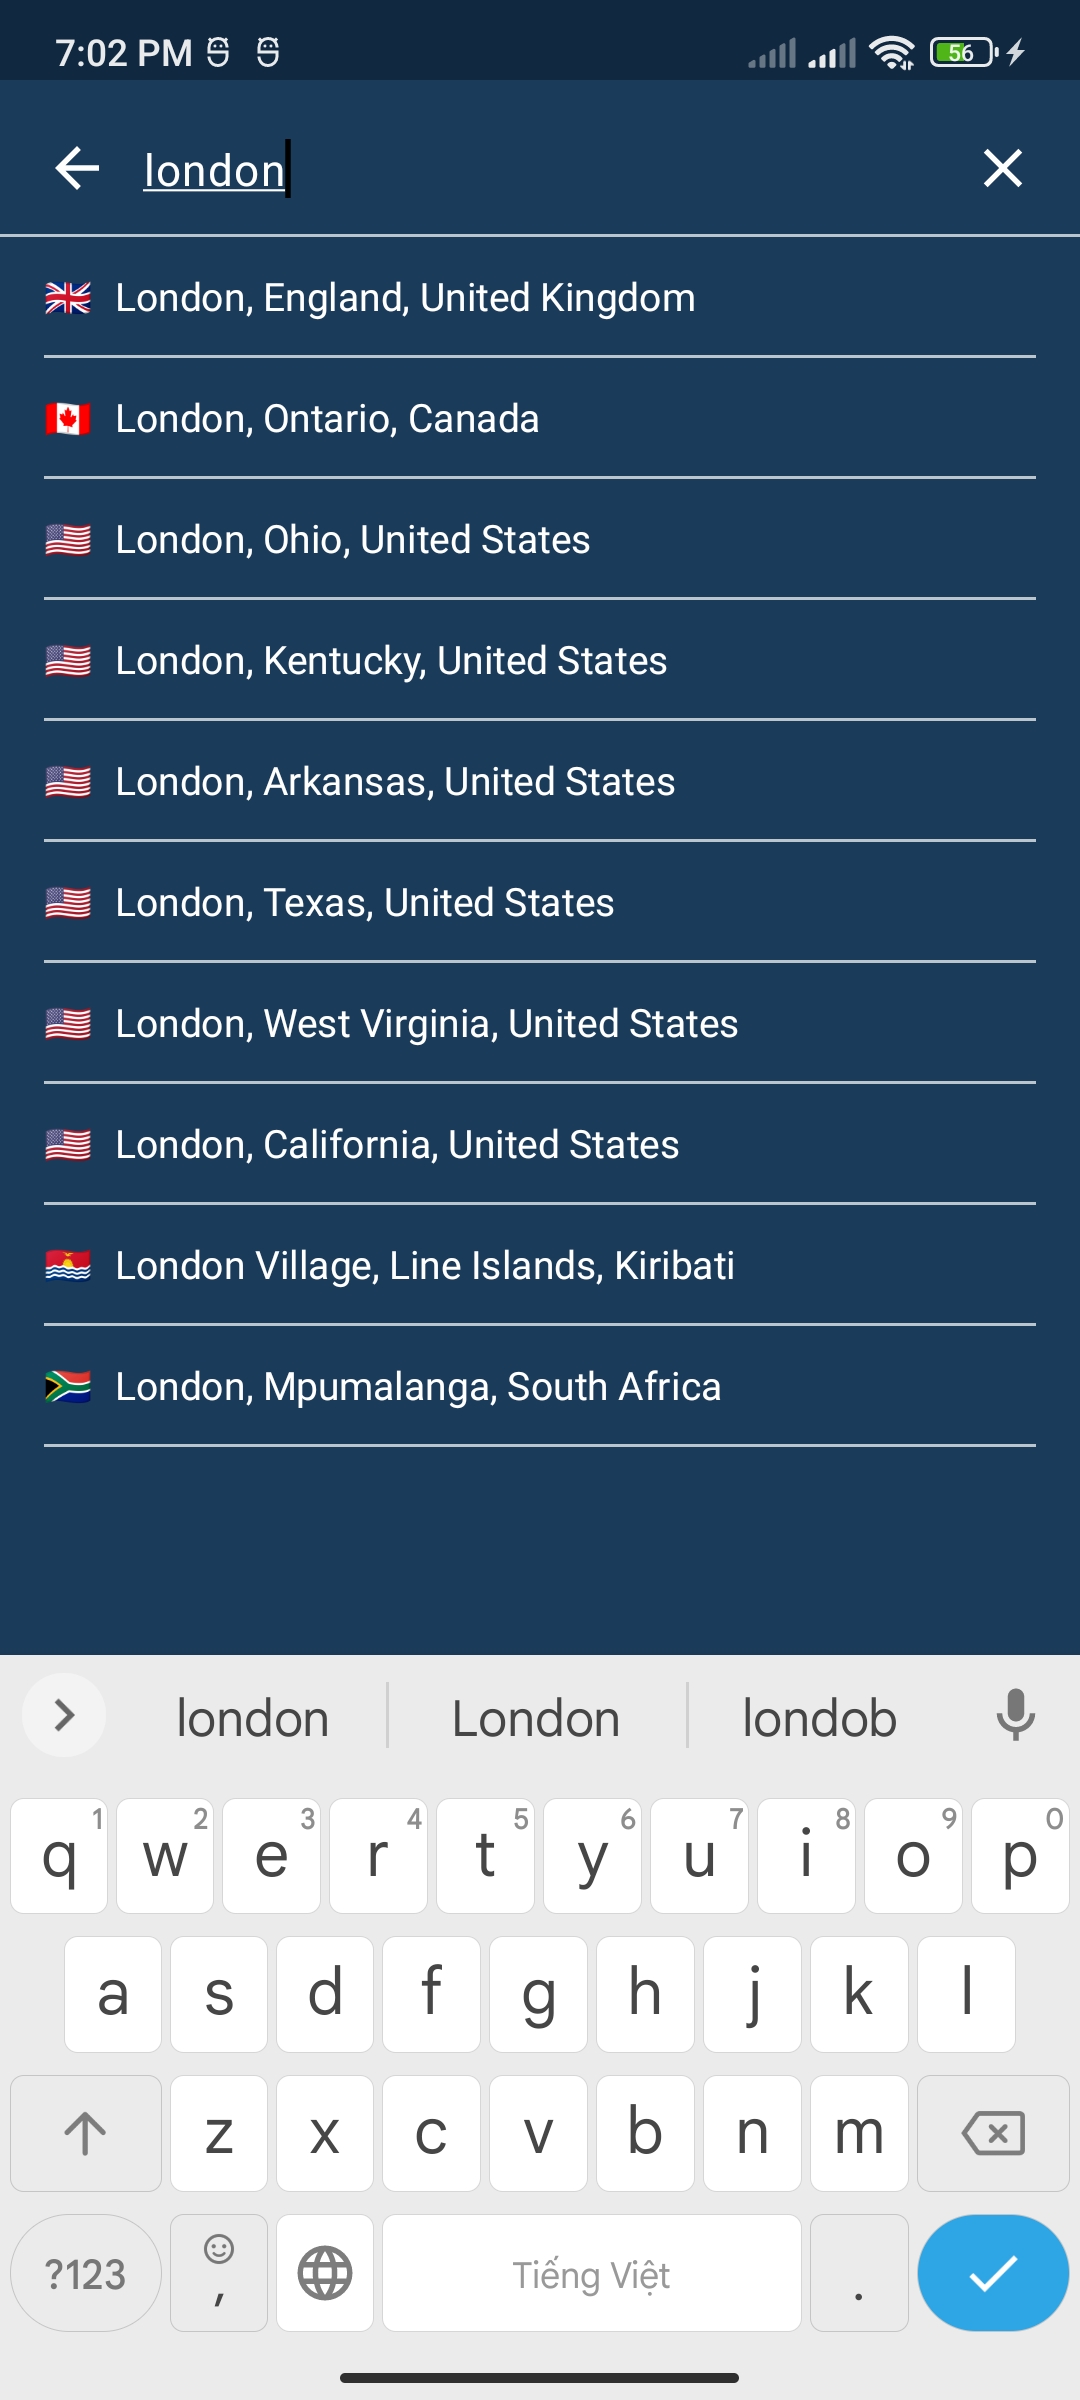 7:02 PM 56
london
London, England, United Kingdom
London, Ontario, Canada
London, Ohio, United States
London, Kentucky, United States
London, Arkansas, United States
London, Texas, United States
London, West Virginia, United States
London, California, United States
London Village, Line Islands, Kiribati
London, Mpumalanga, South Africa
london London londob
1 2 3 4 5 6 7 8 9 0
q w e r t y u i o p
a s d f g h j k l
z x c v b n m
?123 , Tiếng Việt .